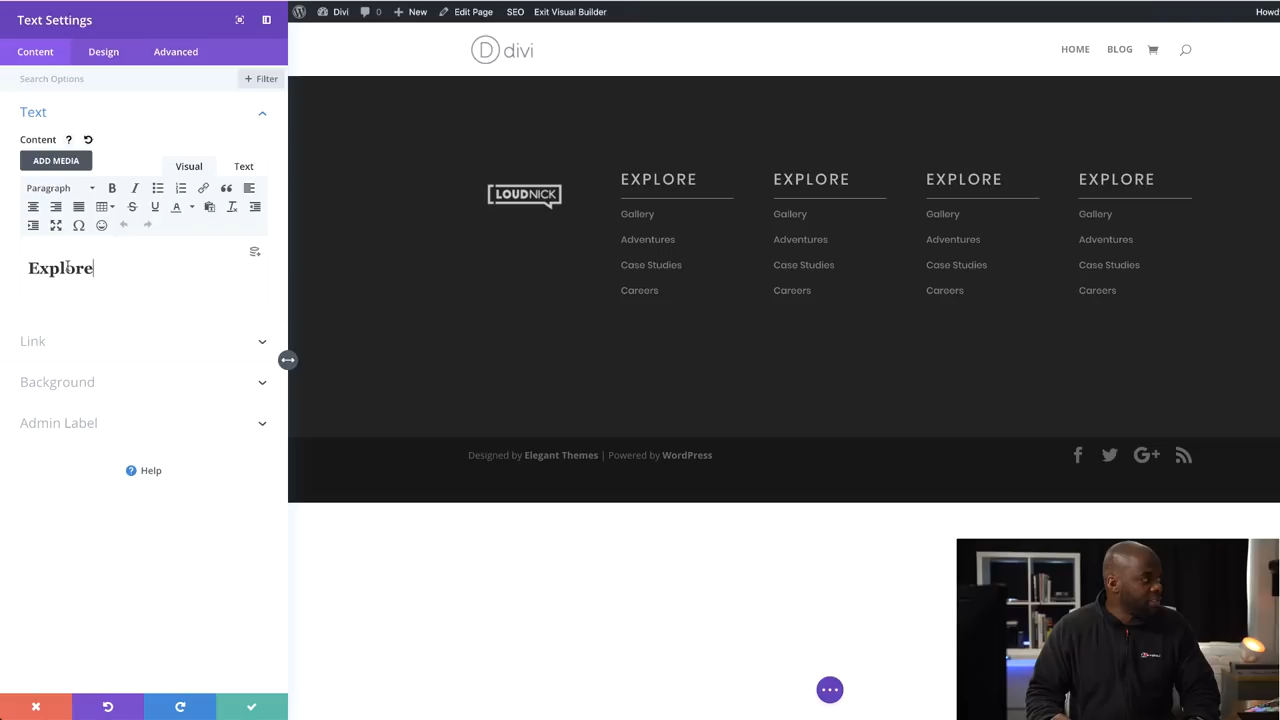 Text Settings
Content
Design
Advanced
Search Options
+ Filter
Text
Content ?
ADD MEDIA
Visual
Text
Paragraph
B I U A
Explore
Link
Background
Admin Label
? Help
Divi
0
+ New
Edit Page
SEO
Exit Visual Builder
Howd
D divi
HOME
BLOG
LOUDNICK
EXPLORE
Gallery
Adventures
Case Studies
Careers
EXPLORE
Gallery
Adventures
Case Studies
Careers
EXPLORE
Gallery
Adventures
Case Studies
Careers
EXPLORE
Gallery
Adventures
Case Studies
Careers
Designed by Elegant Themes | Powered by WordPress
G+